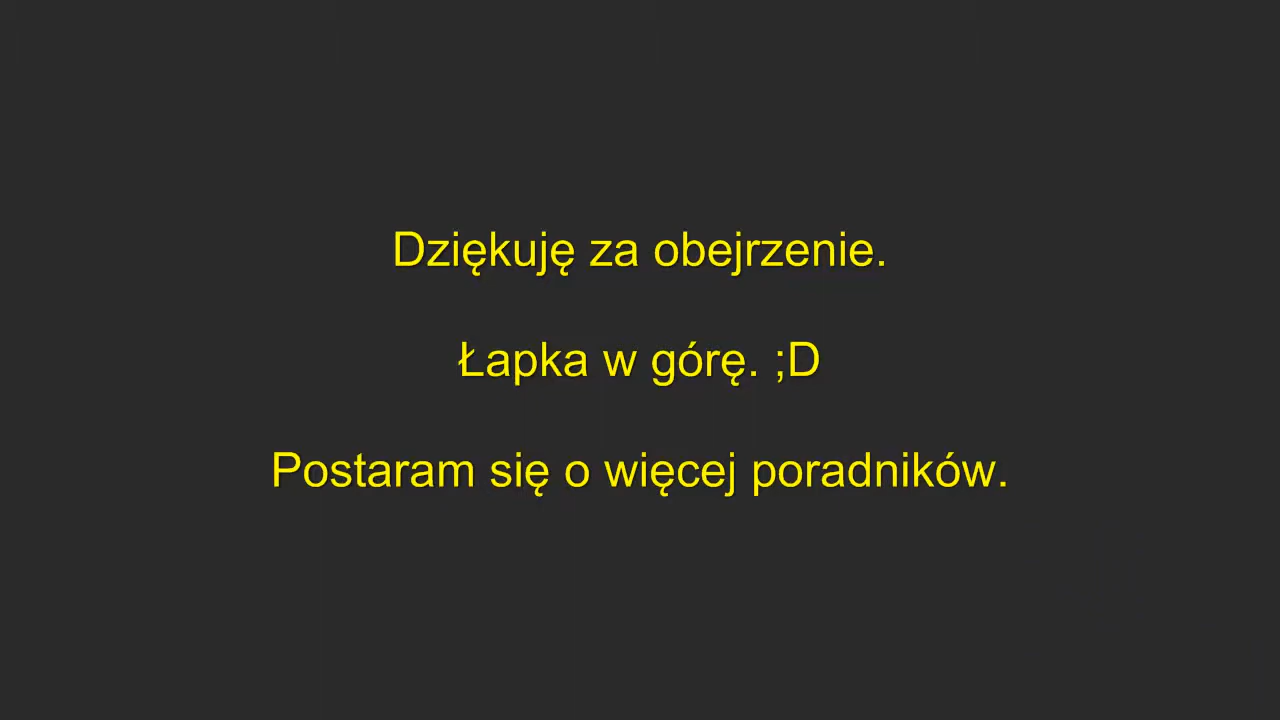 Dziękuję za obejrzenie.
Łapka w górę. ;D
Postaram się o więcej poradników.